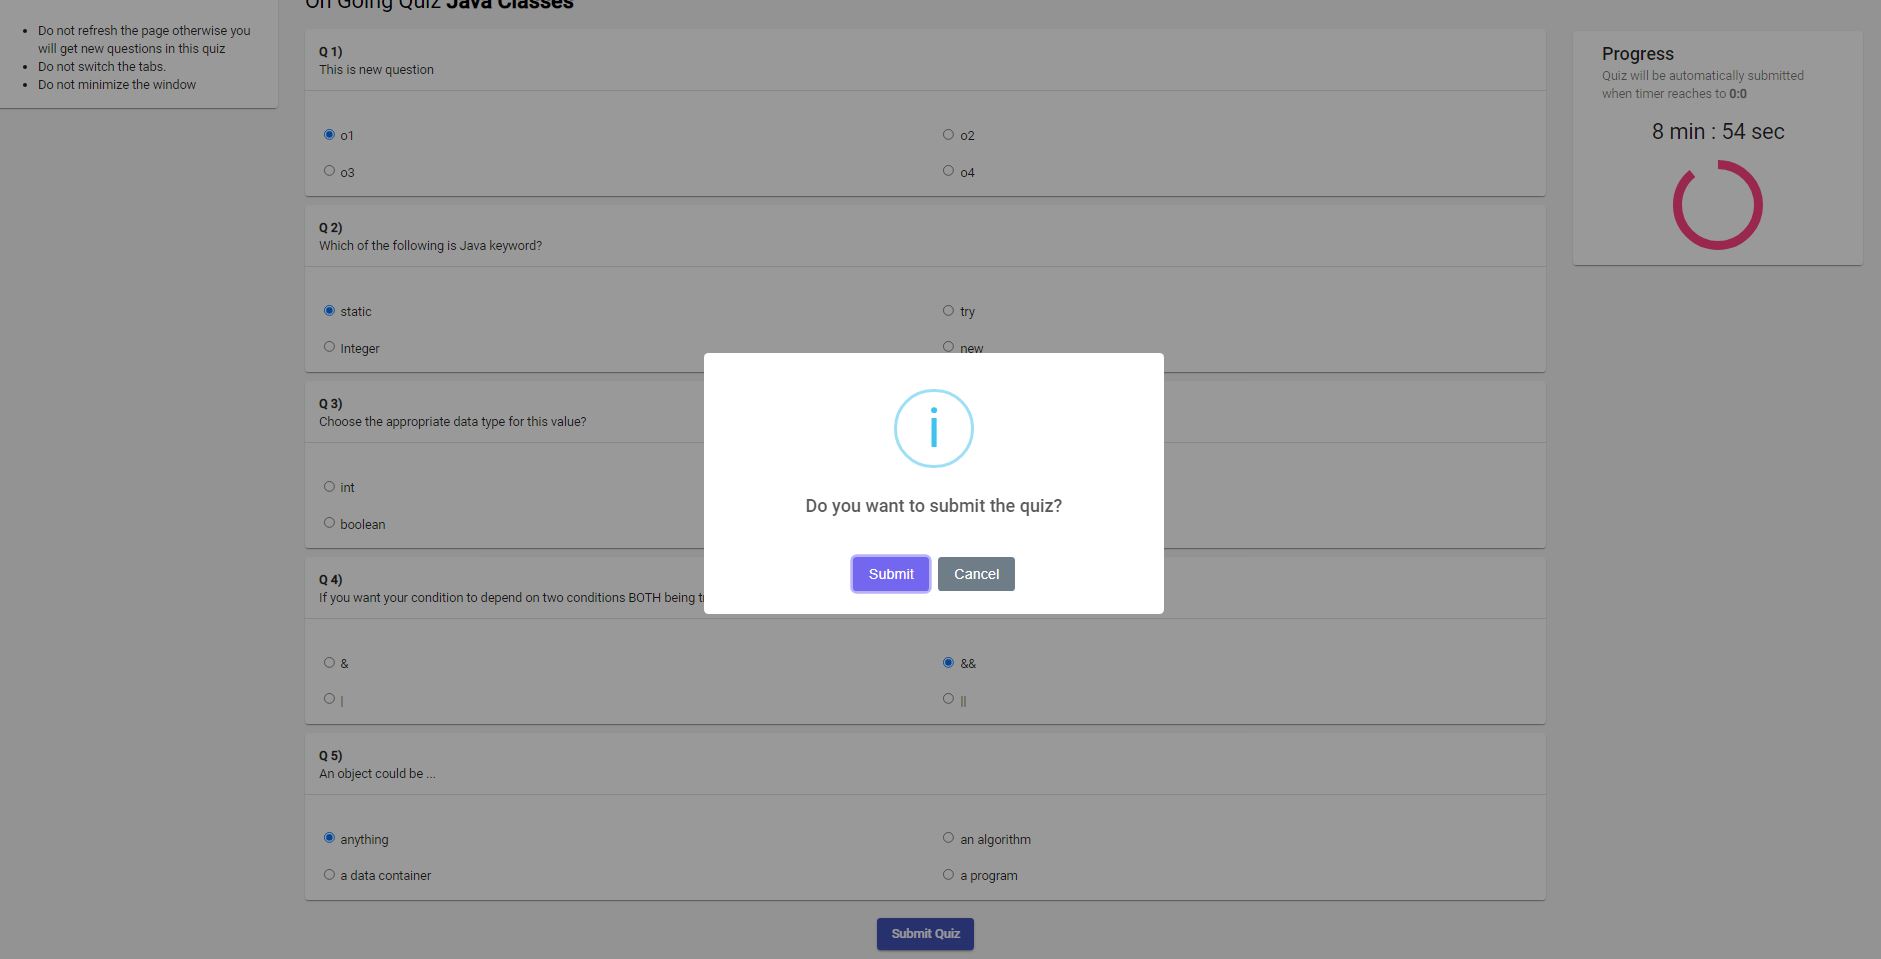 On Going Quiz Java Classes
Do not refresh the page otherwise you
will get new questions in this quiz
Do not switch the tabs.
Do not minimize the window
Q 1)
This is new question
o1
o2
o3
o4
Q 2)
Which of the following is Java keyword?
static
try
Integer
new
Q 3)
Choose the appropriate data type for this value?
int
boolean
Q 4)
If you want your condition to depend on two conditions BOTH being
&
&&
|
||
Q 5)
An object could be ...
anything
an algorithm
a data container
a program
Submit Quiz
Do you want to submit the quiz?
Submit
Cancel
Progress
Quiz will be automatically submitted
when timer reaches to 0:0
8 min : 54 sec